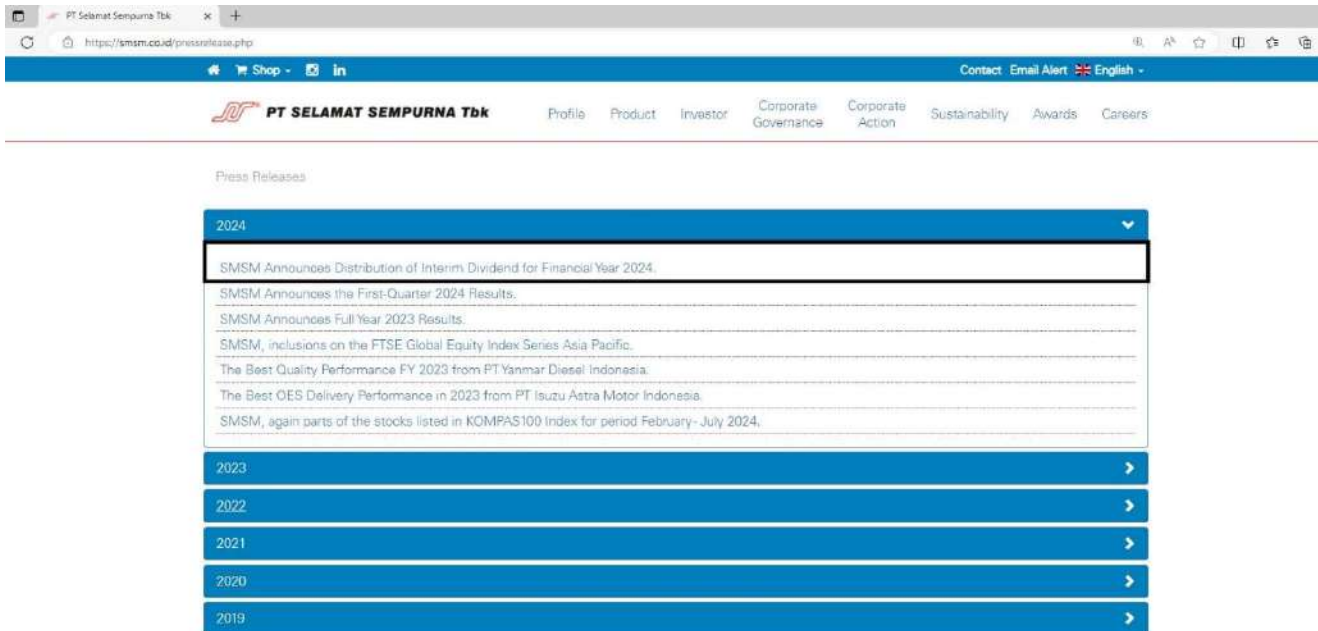 PT Selamat Sempurna Tbk
https://smsm.co.id/pressrelease.php
Shop
in
Contact Email Alert English
PT SELAMAT SEMPURNA Tbk
Profile Product Investor Corporate Governance Corporate Action Sustainability Awards Careers
Press Releases
2024
SMSM Announces Distribution of Interim Dividend for Financial Year 2024.
SMSM Announces the First-Quarter 2024 Results.
SMSM Announces Full Year 2023 Results.
SMSM, inclusions on the FTSE Global Equity Index Series Asia Pacific.
The Best Quality Performance FY 2023 from PT Yanmar Diesel Indonesia.
The Best OES Delivery Performance in 2023 from PT Isuzu Astra Motor Indonesia.
SMSM, again parts of the stocks listed in KOMPAS100 Index for period February - July 2024.
2023
2022
2021
2020
2019